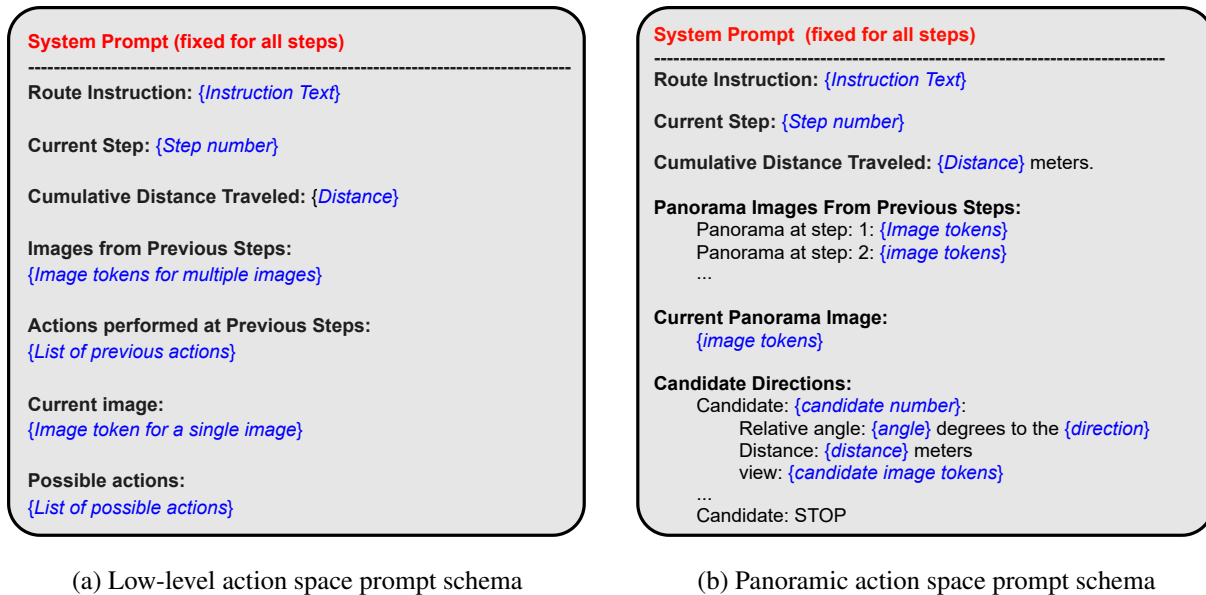 System Prompt (fixed for all steps)
-------------------------------------------------------------------------------------
Route Instruction: {Instruction Text}
Current Step: {Step number}
Cumulative Distance Traveled: {Distance}
Images from Previous Steps:
{Image tokens for multiple images}
Actions performed at Previous Steps:
{List of previous actions}
Current image:
{Image token for a single image}
Possible actions:
{List of possible actions}
(a) Low-level action space prompt schema
System Prompt (fixed for all steps)
--------------------------------------------------------------------------------
Route Instruction: {Instruction Text}
Current Step: {Step number}
Cumulative Distance Traveled: {Distance} meters.
Panorama Images From Previous Steps:
Panorama at step: 1: {Image tokens}
Panorama at step: 2: {image tokens}
...
Current Panorama Image:
{image tokens}
Candidate Directions:
Candidate: {candidate number}:
Relative angle: {angle} degrees to the {direction}
Distance: {distance} meters
view: {candidate image tokens}
...
Candidate: STOP
(b) Panoramic action space prompt schema